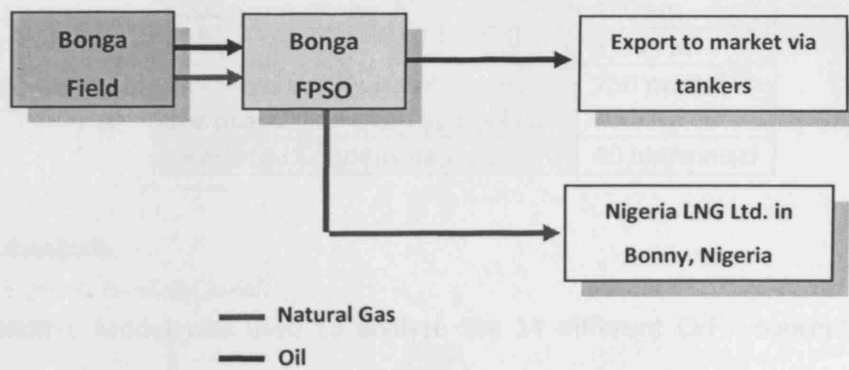 Bonga
Field
Bonga
FPSO
Export to market via
tankers
Nigeria LNG Ltd. in
Bonny, Nigeria
Natural Gas
Oil